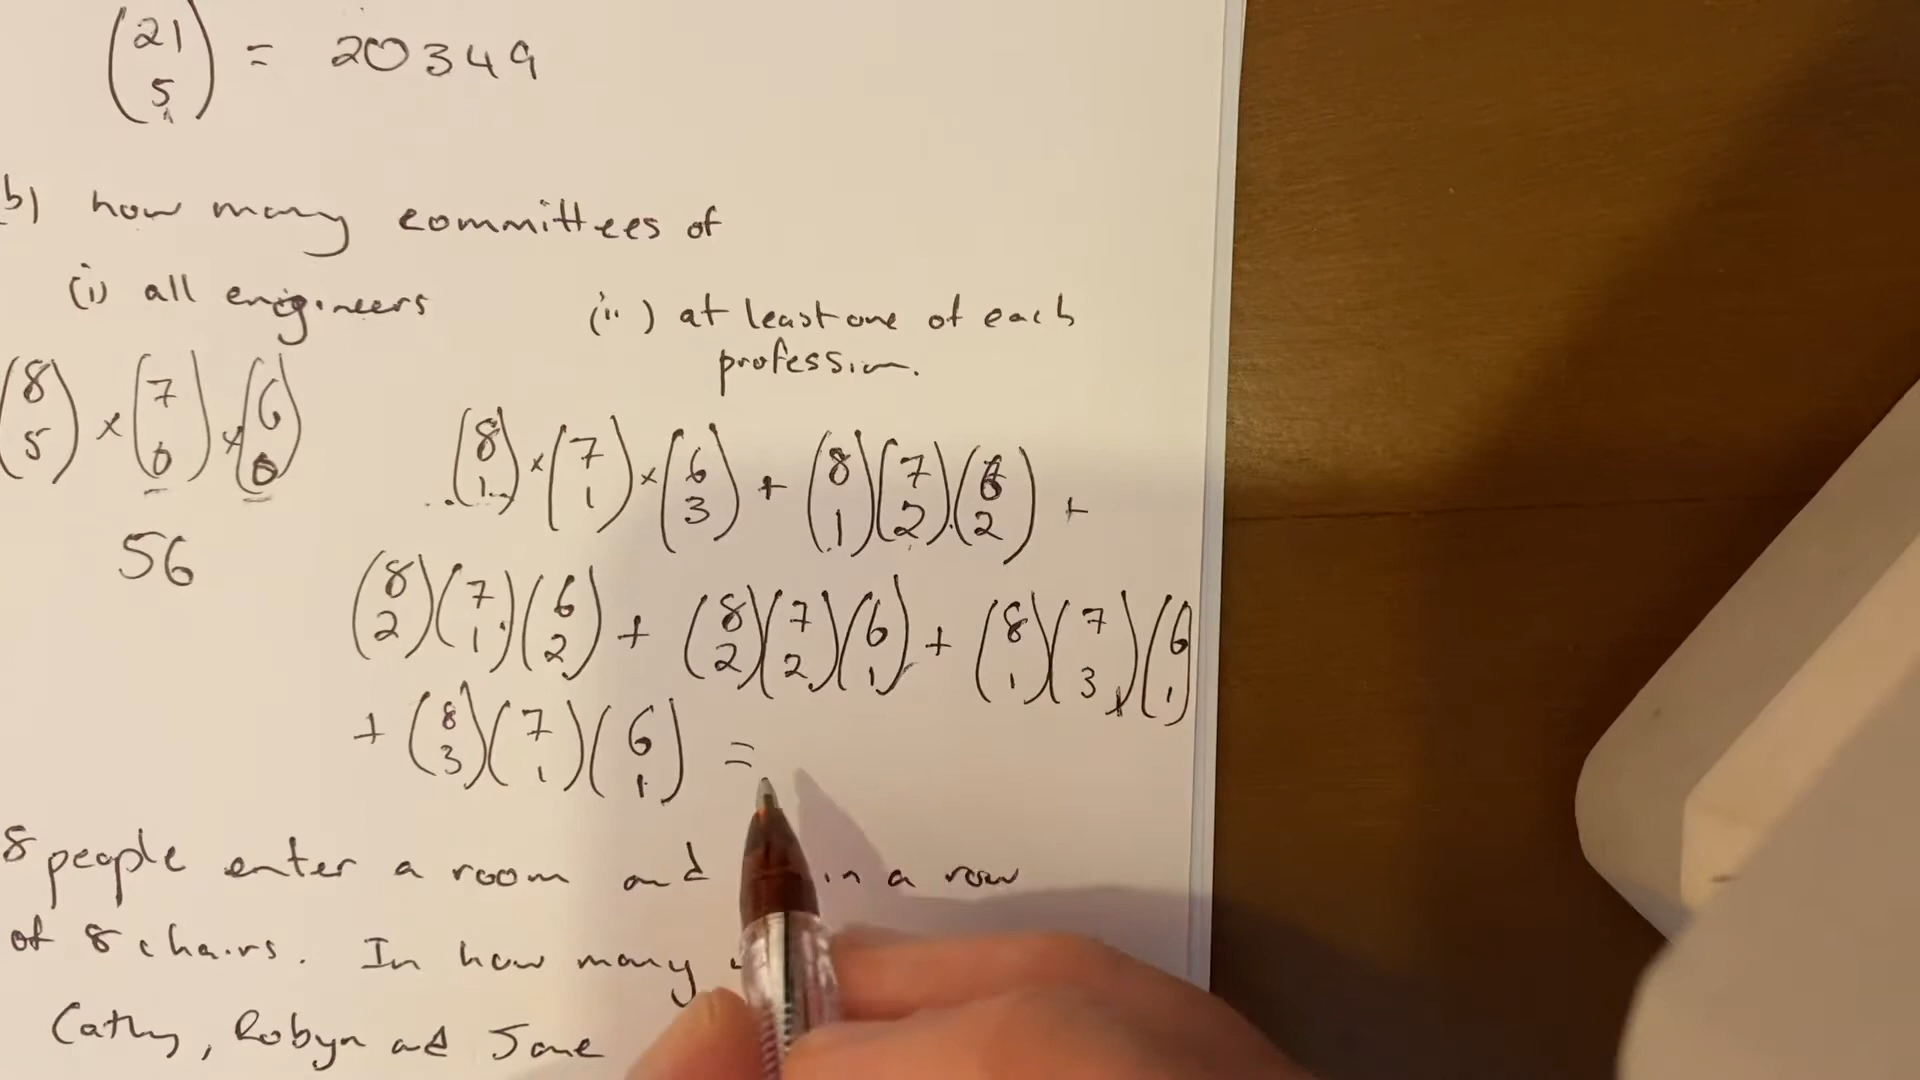 (21 5) = 20349
b) how many committees of
(i) all engineers
(ii) at least one of each
profession.
(8 5) × (7 0) × (6 0)
56
(8 1) × (7 1) × (6 3) + (8 1)(7 2)(6 2) +
(8 2)(7 1)(6 2) + (8 2)(7 2)(6 1) + (8 1)(7 3)(6 1)
+ (8 3)(7 1)(6 1) =
8 people enter a room and in a row
of 8 chairs. In how many
Cathy, Robyn and Jane